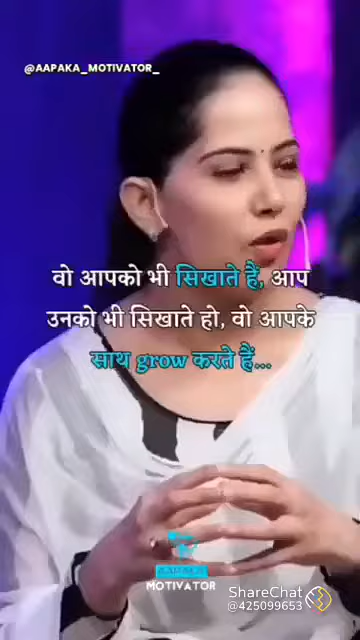 @AAPAKA_MOTIVATOR_
वो आपको भी सिखाते हैं, आप
उनको भी सिखाते हो, वो आपके
साथ grow करते हैं...
MOTIVATOR
ShareChat
@425099653